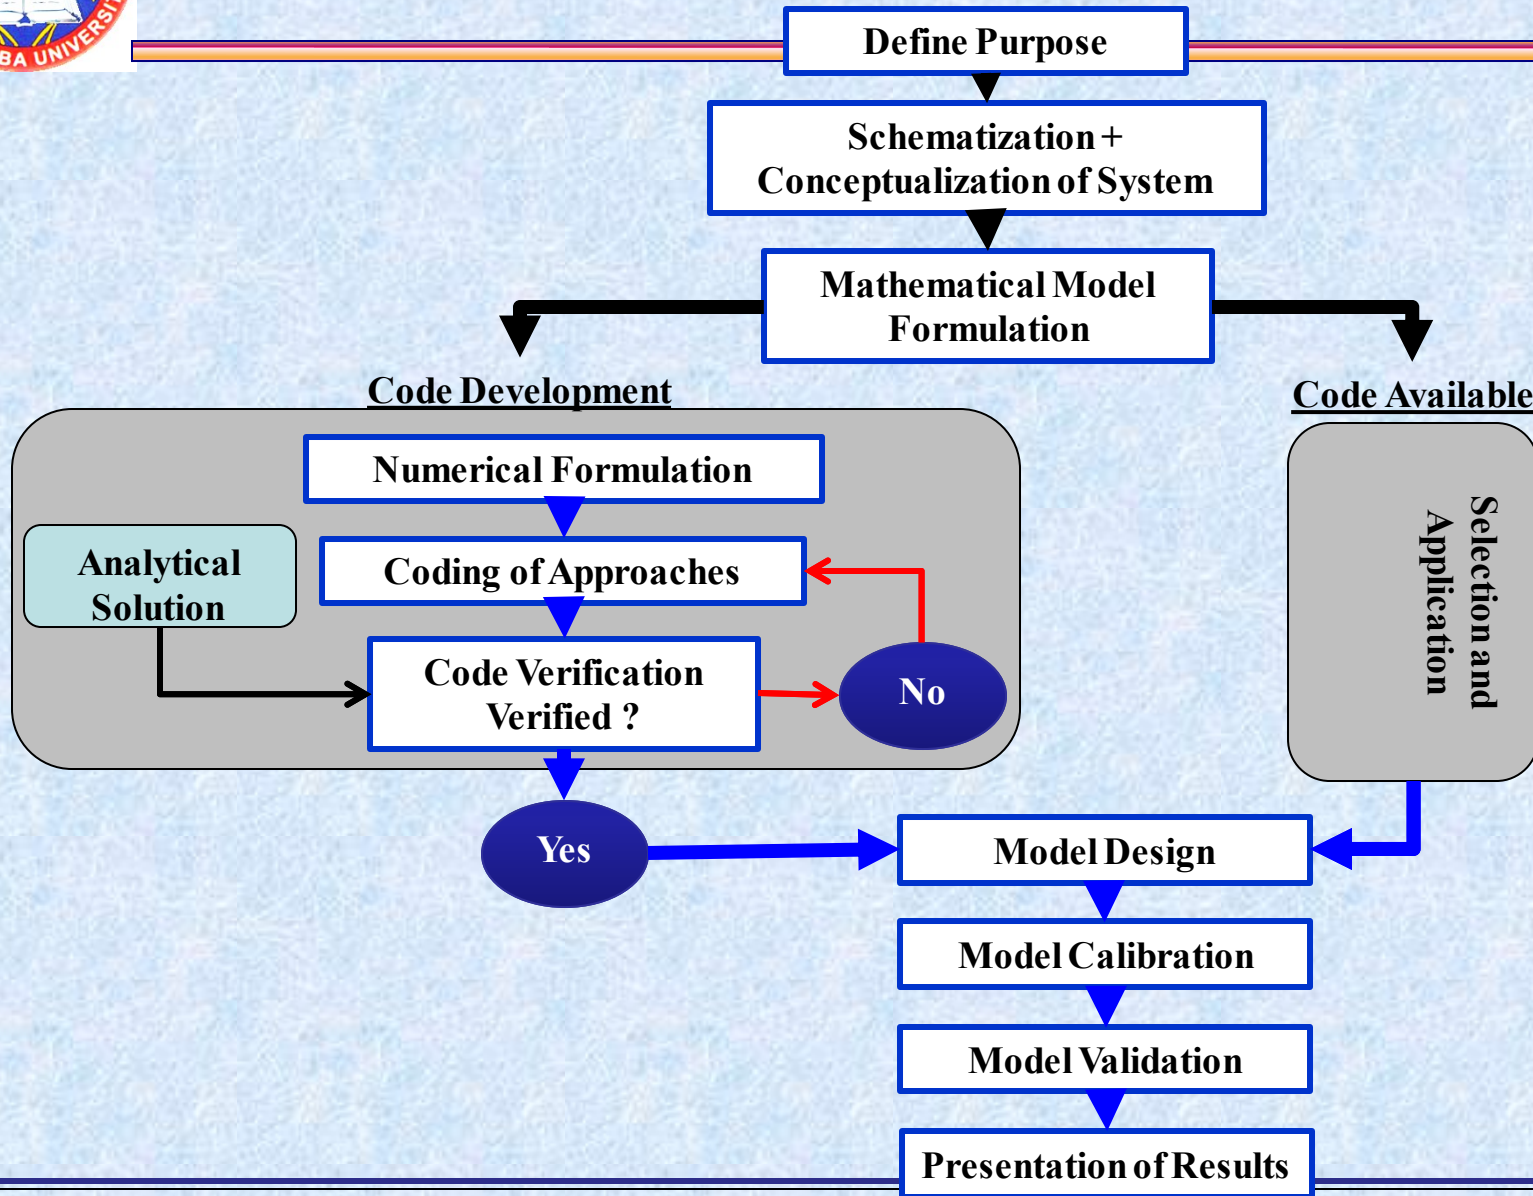 BA UNIVERSIT
Define Purpose
Schematization +
Conceptualization of System
Mathematical Model
Formulation
Code Development
Code Available
Numerical Formulation
Analytical
Solution
Coding of Approaches
Code Verification
Verified ?
No
Selection and
Application
Yes
Model Design
Model Calibration
Model Validation
Presentation of Results